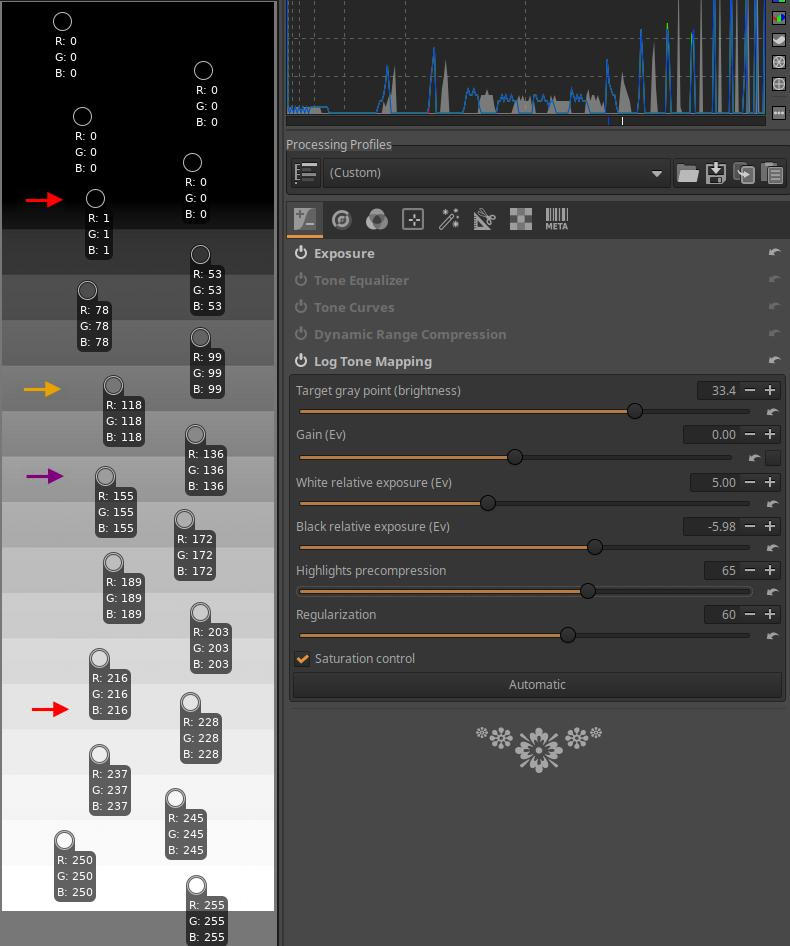 R: 0
G: 0
B: 0
R: 0
G: 0
B: 0
R: 0
G: 0
B: 0
R: 0
G: 0
B: 0
R: 1
G: 1
B: 1
R: 53
G: 53
B: 53
R: 78
G: 78
B: 78
R: 99
G: 99
B: 99
R: 118
G: 118
B: 118
R: 136
G: 136
B: 136
R: 155
G: 155
B: 155
R: 172
G: 172
B: 172
R: 189
G: 189
B: 189
R: 203
G: 203
B: 203
R: 216
G: 216
B: 216
R: 228
G: 228
B: 228
R: 237
G: 237
B: 237
R: 245
G: 245
B: 245
R: 250
G: 250
B: 250
R: 255
G: 255
B: 255
Processing Profiles
(Custom)
META
Exposure
Tone Equalizer
Tone Curves
Dynamic Range Compression
Log Tone Mapping
Target gray point (brightness) 33.4
Gain (Ev) 0.00
White relative exposure (Ev) 5.00
Black relative exposure (Ev) -5.98
Highlights precompression 65
Regularization 60
Saturation control
Automatic